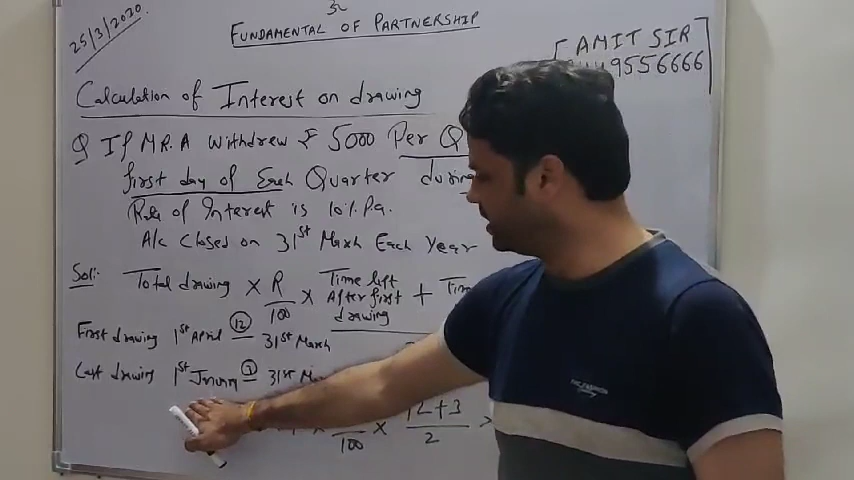 25/3/2020.
FUNDAMENTAL OF PARTNERSHIP
[AMIT SIR
9556666]
Calculation of Interest on drawing
Q If MR.A withdrew ₹ 5000 Per Q
first day of Each Quarter during
Rate of Interest is 10% P.a.
A/c Closed on 31st March Each Year
Sol:- Total drawing × R/100 × Time left After first drawing +
First drawing 1st April 12 31st March
Last drawing 1st 31st
× /100 × 12+3/2 ×